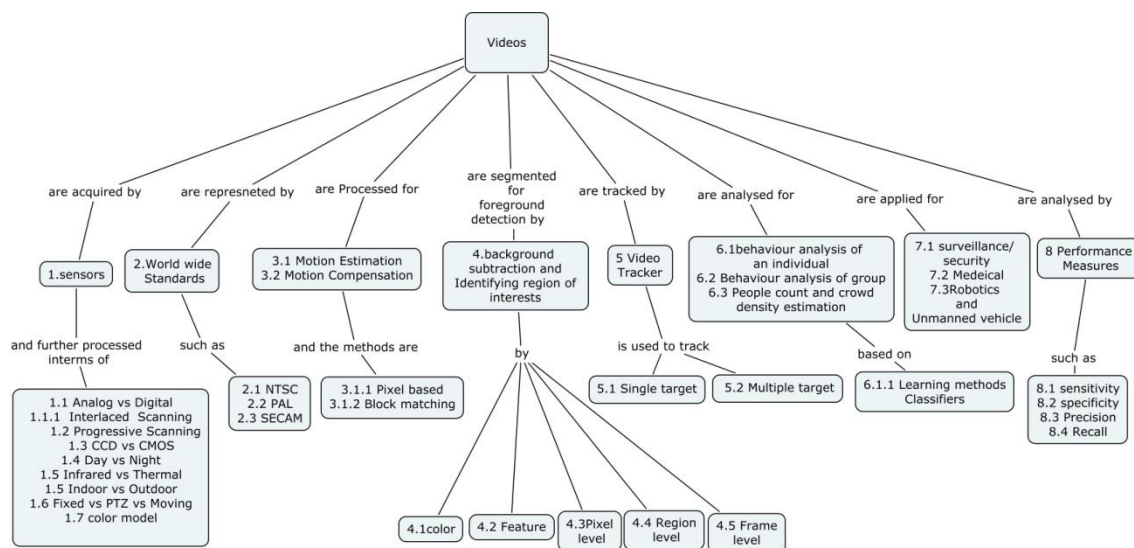 Videos
are acquired by
are represneted by
are Processed for
are segmented
for
foreground
detection by
are tracked by
are analysed for
are applied for
are analysed by
1.sensors
2.World wide
Standards
3.1 Motion Estimation
3.2 Motion Compensation
4.background
subtraction and
Identifying region of
interests
5 Video
Tracker
6.1behaviour analysis of
an individual
6.2 Behaviour analysis of group
6.3 People count and crowd
density estimation
7.1 surveillance/
security
7.2 Medeical
7.3Robotics
and
Unmanned vehicle
8 Performance
Measures
and further processed
interms of
such as
and the methods are
by
is used to track
based on
such as
1.1 Analog vs Digital
1.1.1 Interlaced Scanning
1.2 Progressive Scanning
1.3 CCD vs CMOS
1.4 Day vs Night
1.5 Infrared vs Thermal
1.5 Indoor vs Outdoor
1.6 Fixed vs PTZ vs Moving
1.7 color model
2.1 NTSC
2.2 PAL
2.3 SECAM
3.1.1 Pixel based
3.1.2 Block matching
5.1 Single target
5.2 Multiple target
6.1.1 Learning methods
Classifiers
8.1 sensitivity
8.2 specificity
8.3 Precision
8.4 Recall
4.1color
4.2 Feature
4.3Pixel
level
4.4 Region
level
4.5 Frame
level